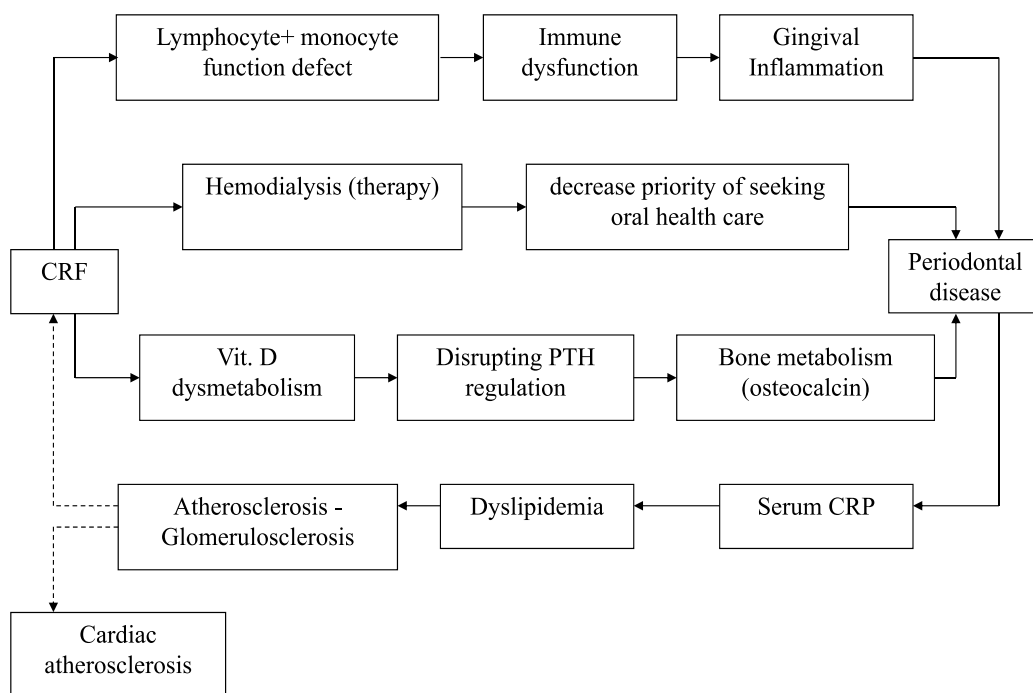 Lymphocyte+ monocyte
function defect
Immune
dysfunction
Gingival
Inflammation
Hemodialysis (therapy)
decrease priority of seeking
oral health care
CRF
Periodontal
disease
Vit. D
dysmetabolism
Disrupting PTH
regulation
Bone metabolism
(osteocalcin)
Atherosclerosis -
Glomerulosclerosis
Dyslipidemia
Serum CRP
Cardiac
atherosclerosis